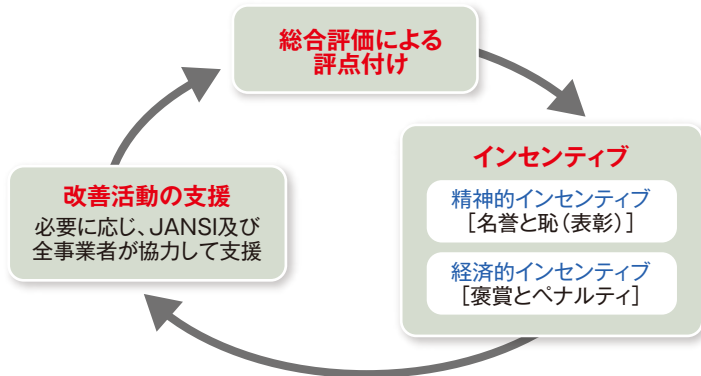 総合評価による
評点付け
インセンティブ
精神的インセンティブ
［名誉と恥（表彰）］
経済的インセンティブ
［褒賞とペナルティ］
改善活動の支援
必要に応じ、JANSI及び
全事業者が協力して支援